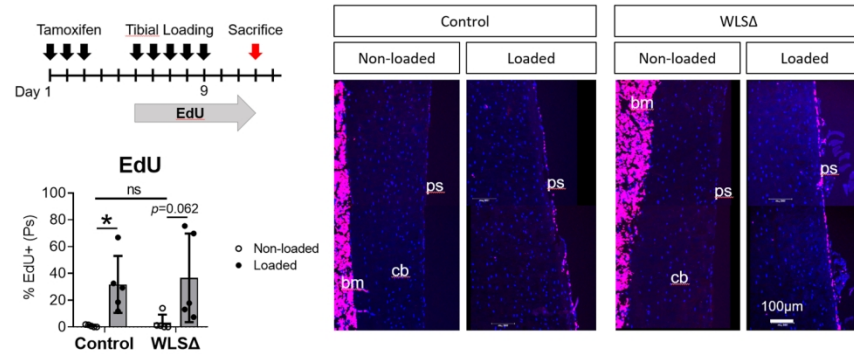 Tamoxifen Tibial Loading Sacrifice
Day 1 9
EdU
EdU
% EdU+ (Ps)
100
80
60
40
20
0
ns
*
p=0.062
Non-loaded
Loaded
Control WLSΔ
Control
Non-loaded Loaded
bm
ps
cb
ps
WLSΔ
Non-loaded Loaded
bm
ps
cb
ps
100μm